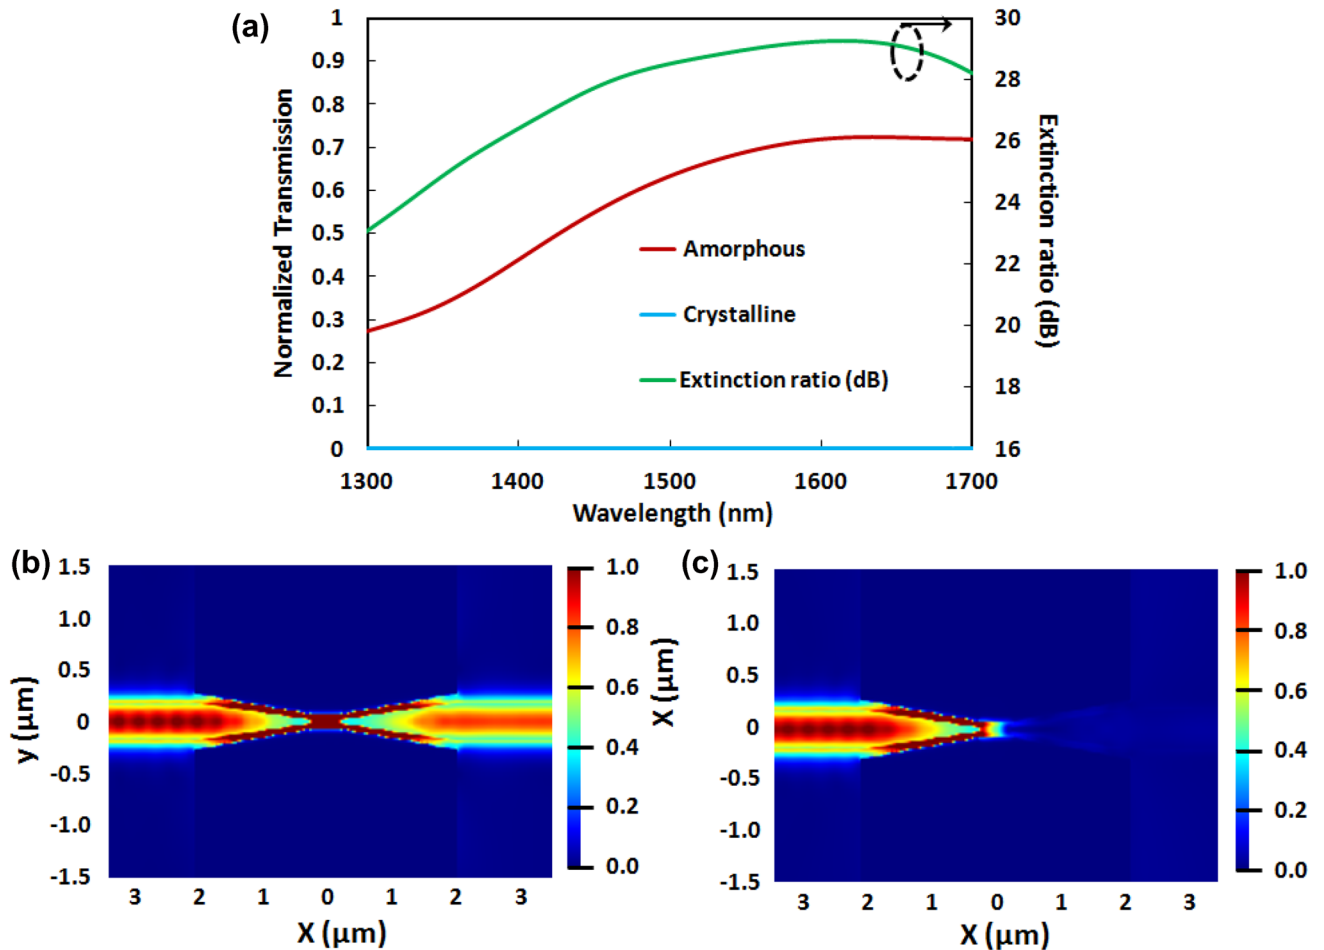 (a)
1
0.9
0.8
0.7
0.6
0.5
0.4
0.3
0.2
0.1
0
Normalized Transmission
30
28
26
24
22
20
18
16
Extinction ratio (dB)
Amorphous
Crystalline
Extinction ratio (dB)
1300 1400 1500 1600 1700
Wavelength (nm)
(b)
1.5
1.0
0.5
0
-0.5
-1.0
-1.5
y (μm)
3 2 1 0 1 2 3
X (μm)
1.0
0.8
0.6
0.4
0.2
0.0
(c)
X (μm)
1.5
1.0
0.5
0
-0.5
-1.0
-1.5
3 2 1 0 1 2 3
X (μm)
1.0
0.8
0.6
0.4
0.2
0.0